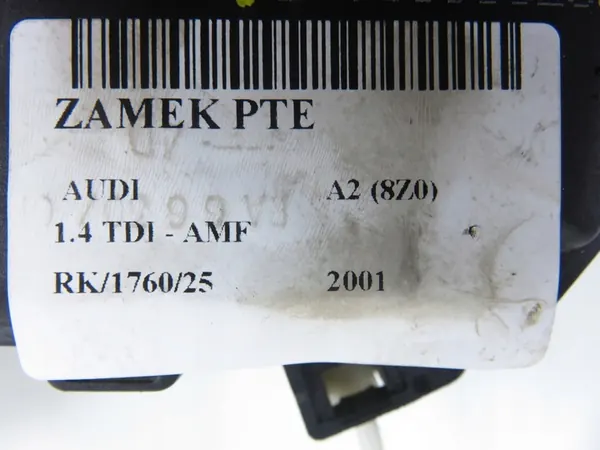 ZAMEK PTE
AUDI A2 (8Z0)
1.4 TDI - AMF
RK/1760/25 2001